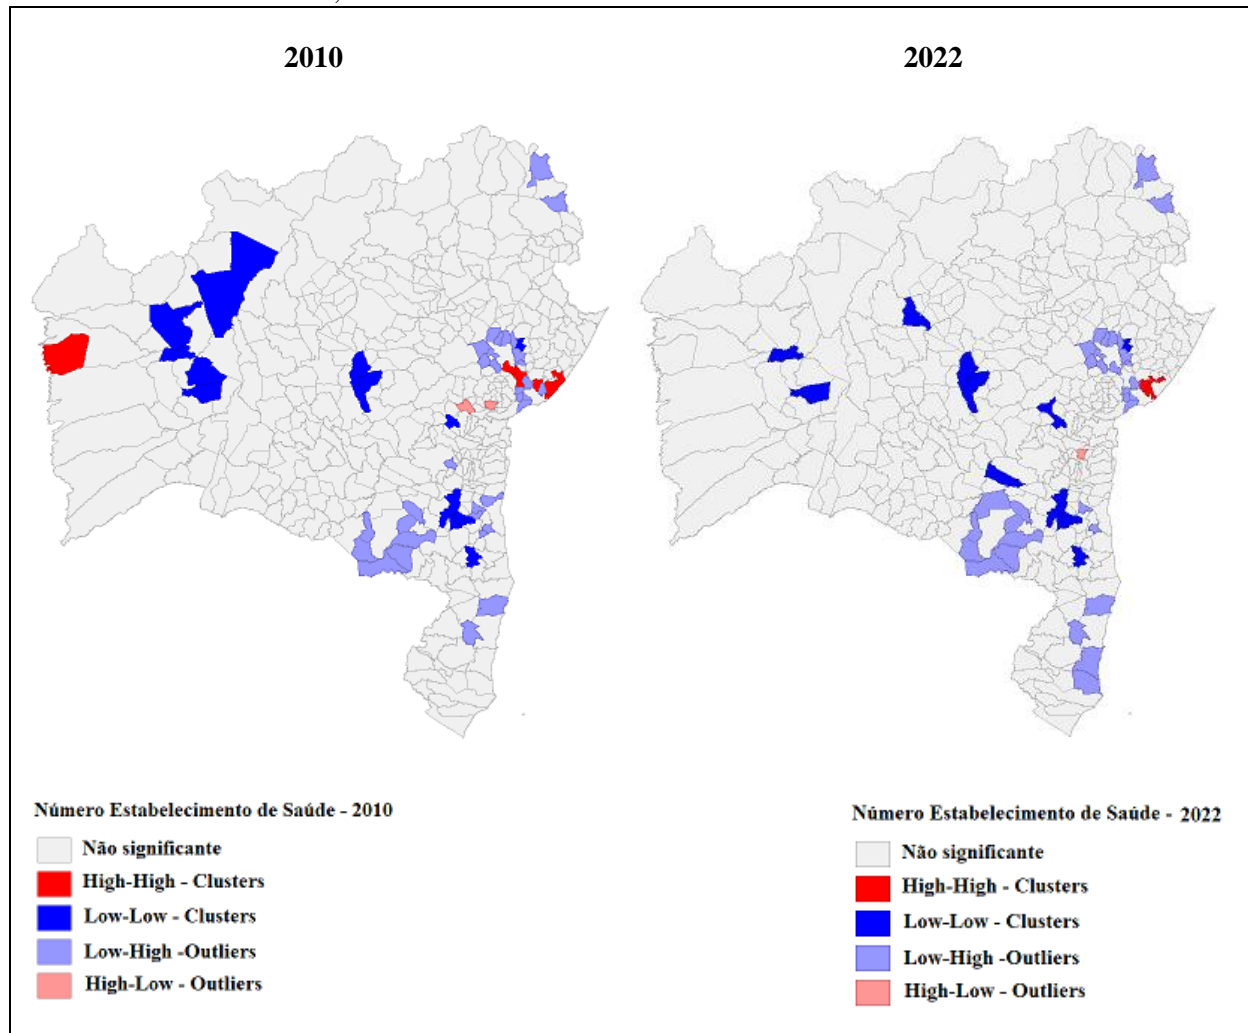 2010
2022
Número Estabelecimento de Saúde - 2010
Não significante
High-High - Clusters
Low-Low - Clusters
Low-High -Outliers
High-Low - Outliers
Número Estabelecimento de Saúde - 2022
Não significante
High-High - Clusters
Low-Low - Clusters
Low-High -Outliers
High-Low - Outliers